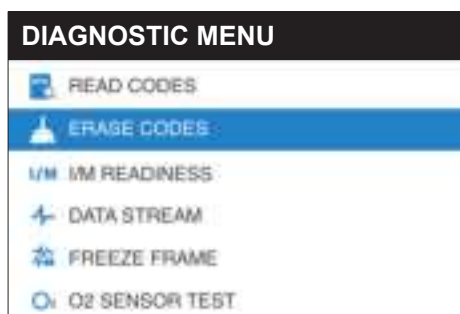 DIAGNOSTIC MENU
READ CODES
ERASE CODES
I/M I/M READINESS
DATA STREAM
FREEZE FRAME
O2 SENSOR TEST